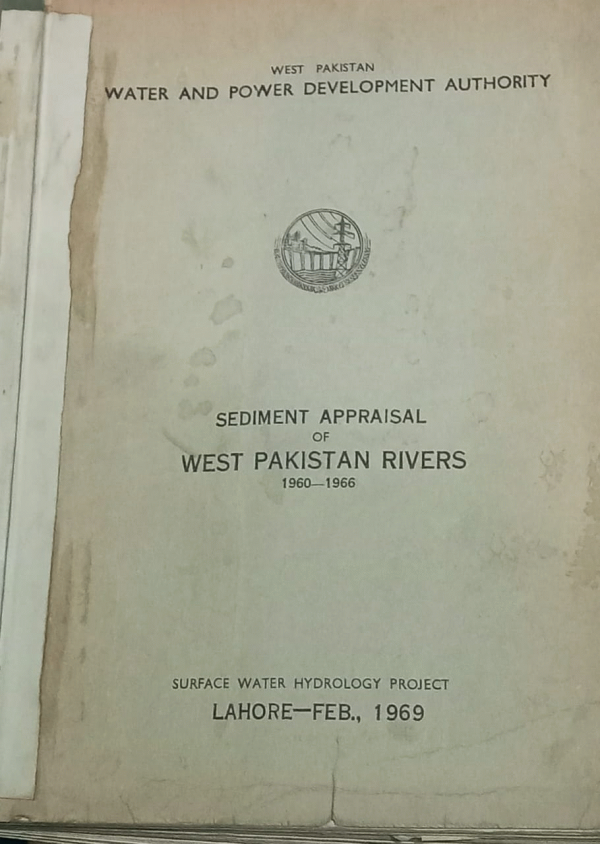 WEST PAKISTAN
WATER AND POWER DEVELOPMENT AUTHORITY
SEDIMENT APPRAISAL
OF
WEST PAKISTAN RIVERS
1960—1966
SURFACE WATER HYDROLOGY PROJECT
LAHORE—FEB., 1969